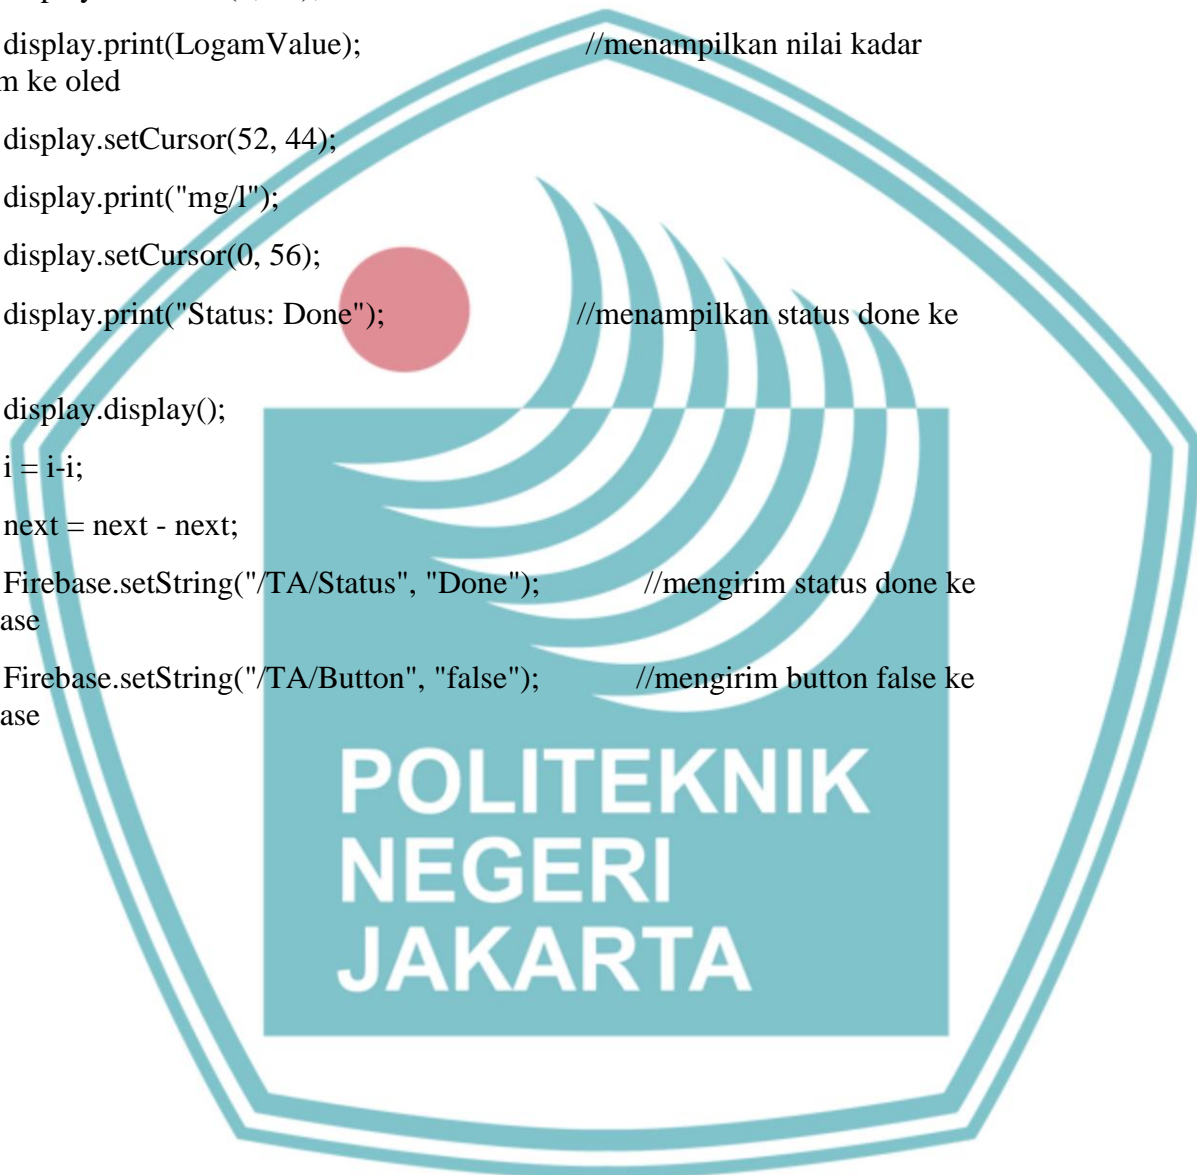 display.print(LogamValue); //menampilkan nilai kadar
m ke oled
display.setCursor(52, 44);
display.print("mg/l");
display.setCursor(0, 56);
display.print("Status: Done"); //menampilkan status done ke
display.display();
i = i-i;
next = next - next;
Firebase.setString("/TA/Status", "Done"); //mengirim status done ke
ase
Firebase.setString("/TA/Button", "false"); //mengirim button false ke
ase
POLITEKNIK
NEGERI
JAKARTA